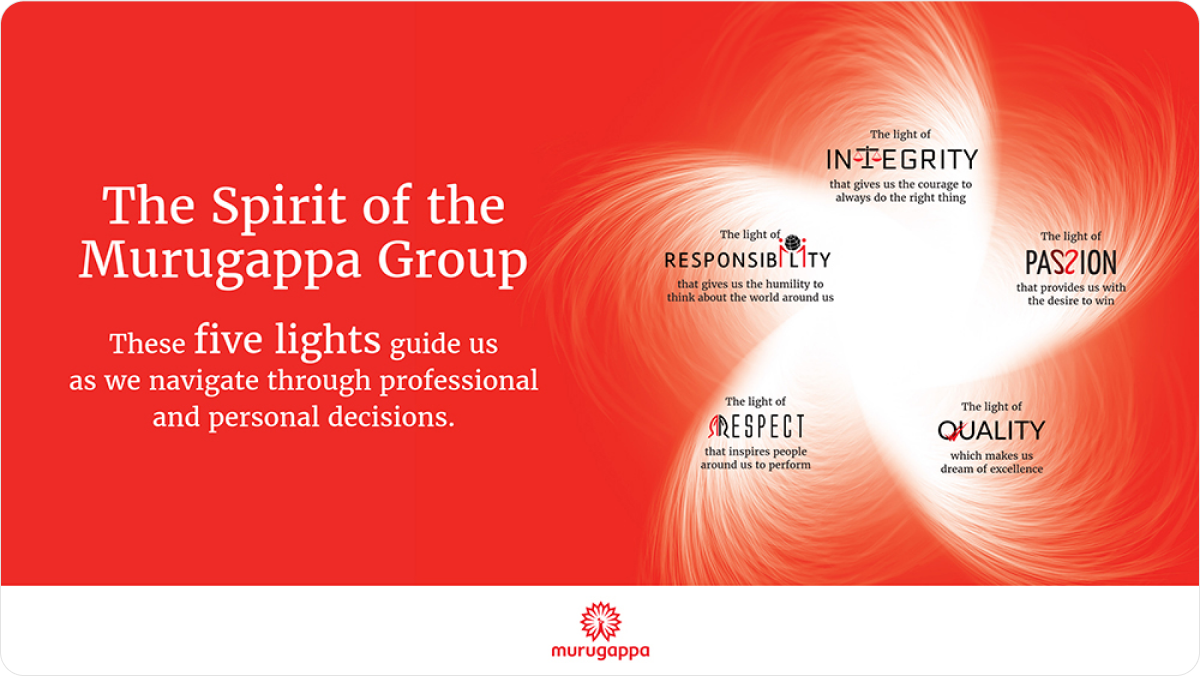 The Spirit of the
Murugappa Group
These five lights guide us
as we navigate through professional
and personal decisions.
The light of
INTEGRITY
that gives us the courage to
always do the right thing
The light of
RESPONSIBILITY
that gives us the humility to
think about the world around us
The light of
PASSION
that provides us with
the desire to win
The light of
RESPECT
that inspires people
around us to perform
The light of
QUALITY
which makes us
dream of excellence
murugappa